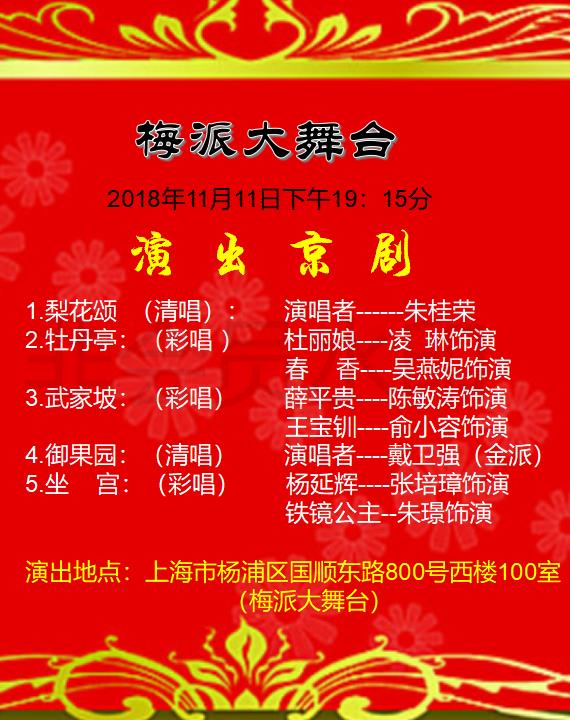 梅派大舞台
2018年11月11日下午19：15分
演出京剧
1.梨花颂 （清唱）： 演唱者------朱桂荣
2.牡丹亭：（彩唱 ） 杜丽娘----凌 琳饰演
春 香----吴燕妮饰演
3.武家坡：（彩唱） 薛平贵----陈敏涛饰演
王宝钏----俞小容饰演
4.御果园：（清唱） 演唱者----戴卫强（金派）
5.坐 宫：（彩唱） 杨延辉----张培璋饰演
铁镜公主--朱璟饰演
演出地点：上海市杨浦区国顺东路800号西楼100室
（梅派大舞台）